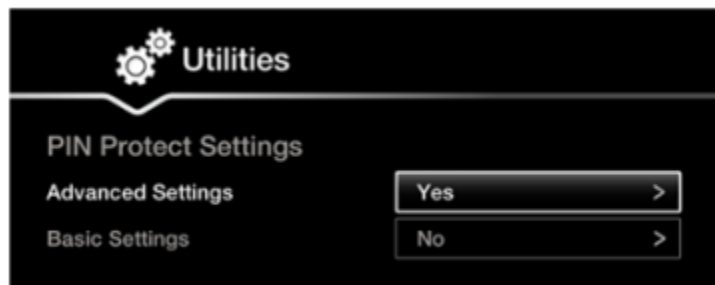 Utilities
PIN Protect Settings
Advanced Settings Yes >
Basic Settings No >